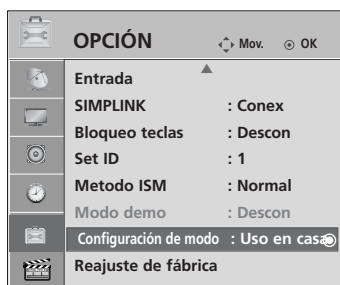 OPCIÓN Mov. OK
Entrada
SIMPLINK : Conex
Bloqueo teclas : Descon
Set ID : 1
Metodo ISM : Normal
Modo demo : Descon
Configuración de modo : Uso en casa
Reajuste de fábrica